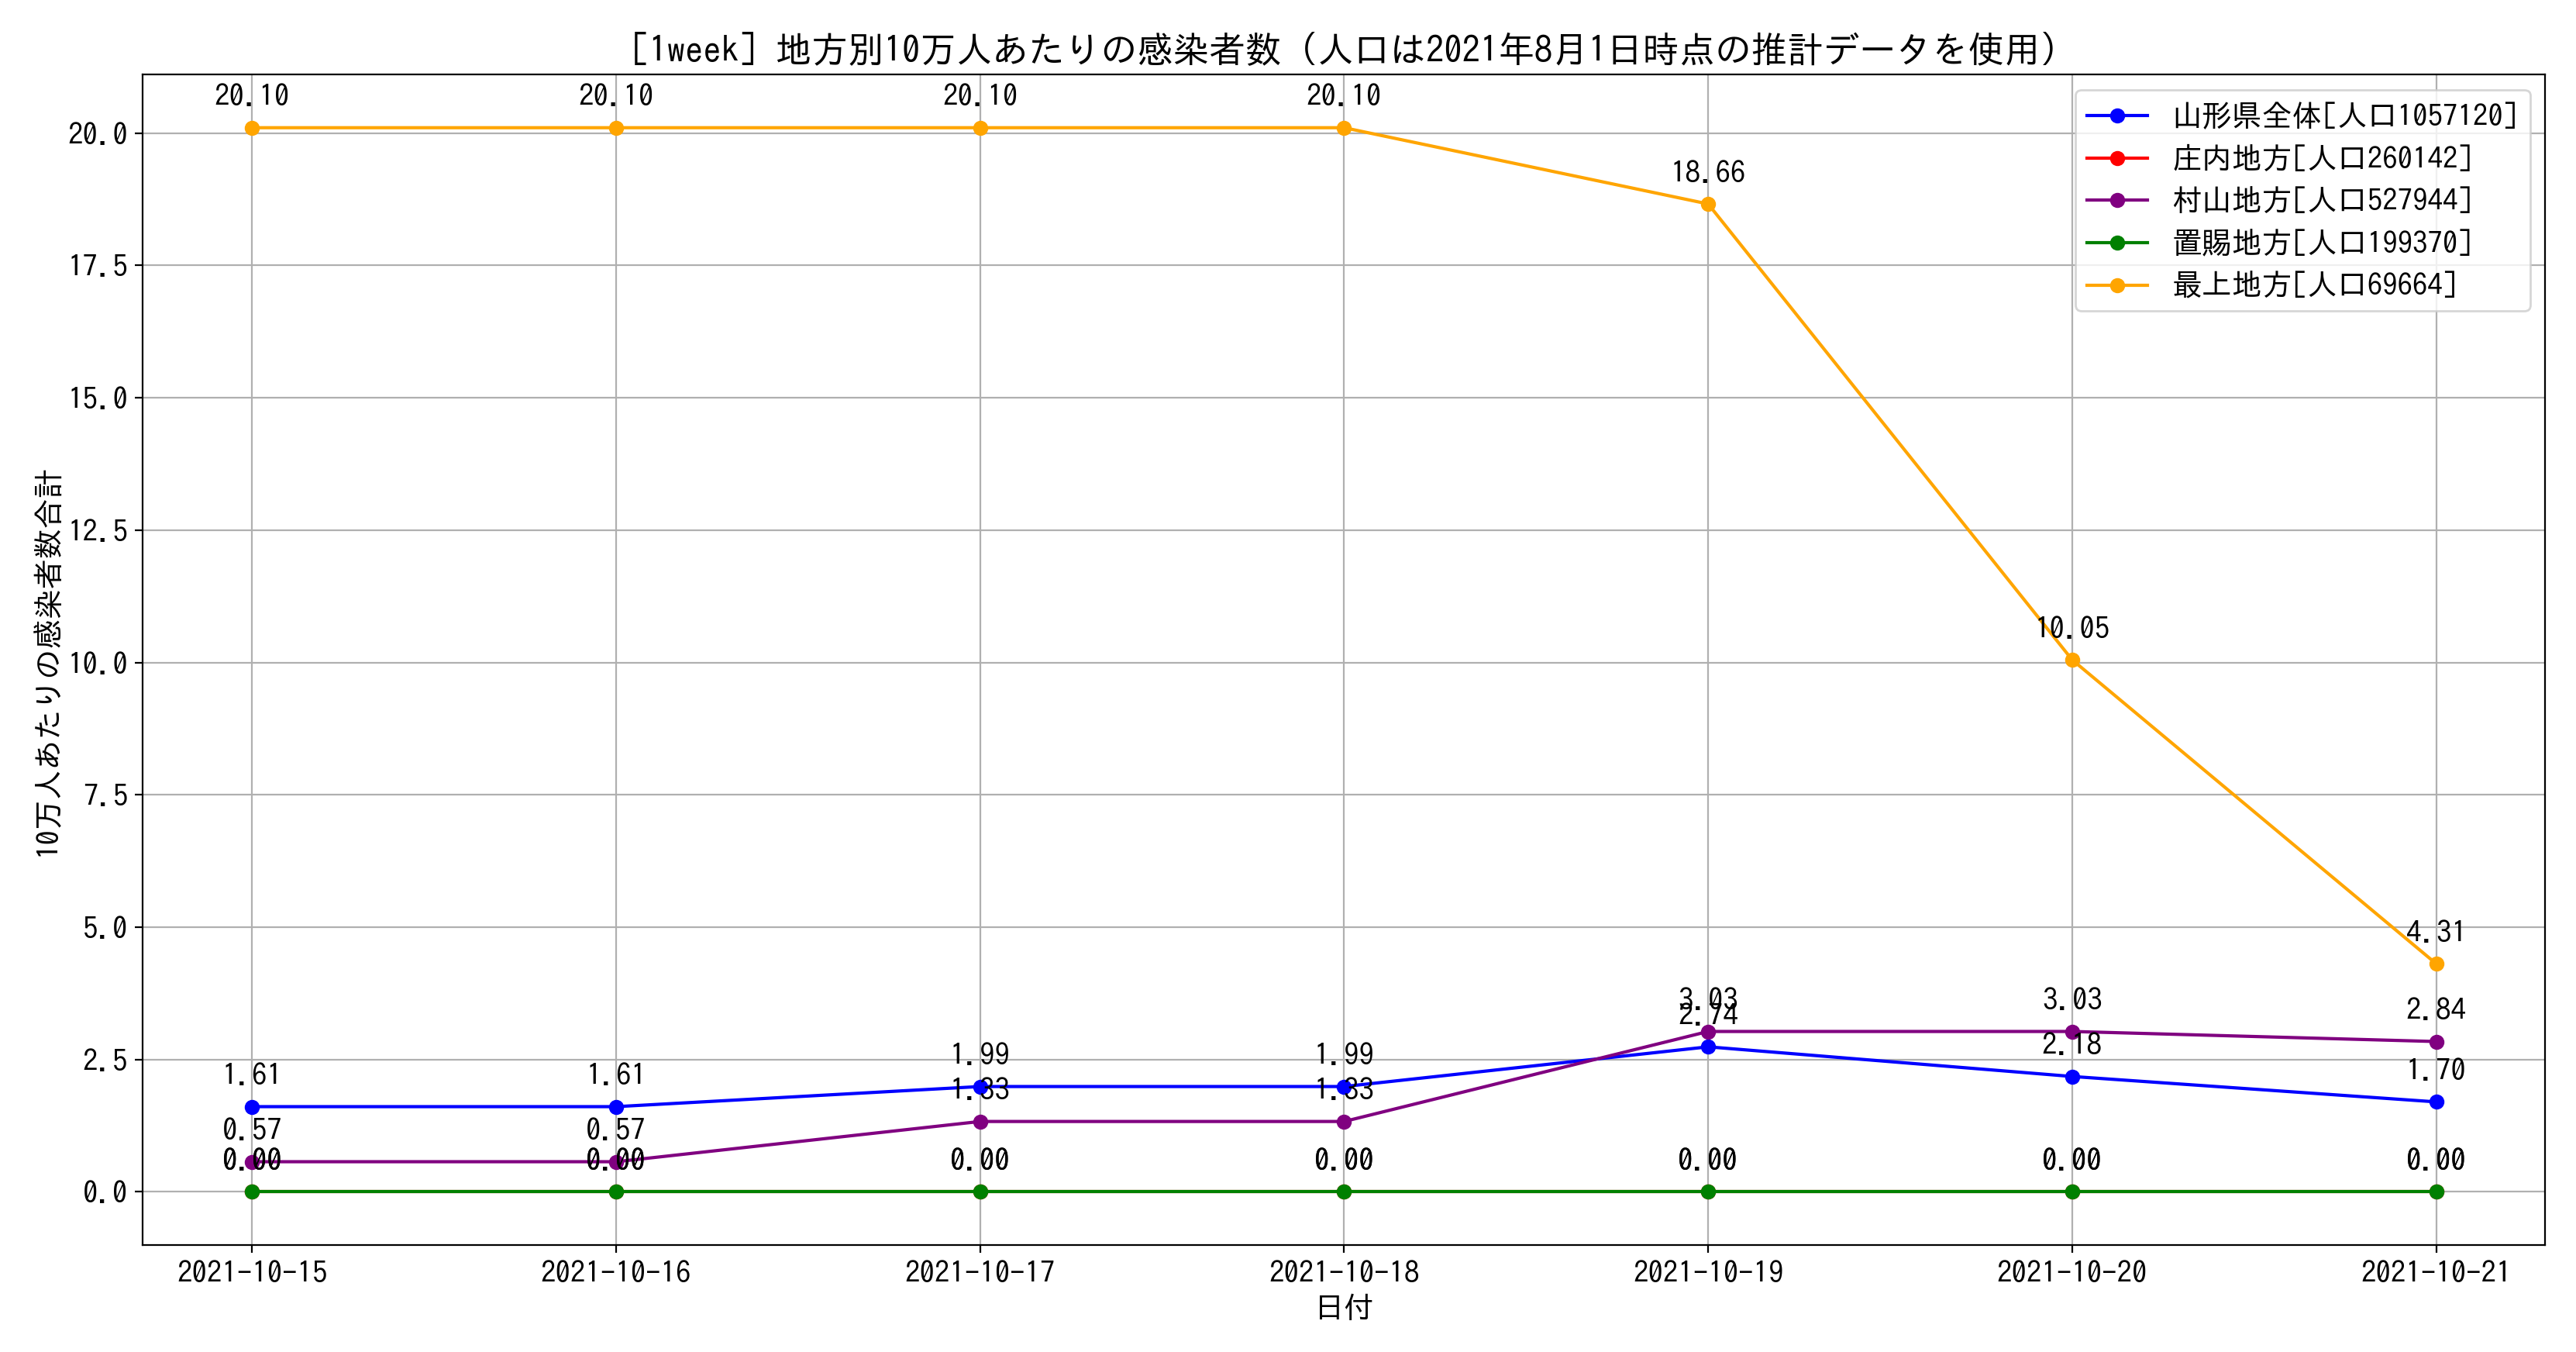 ［1week］地方別10万人あたりの感染者数（人口は2021年8月1日時点の推計データを使用）
10万人あたりの感染者数合計
20.0
17.5
15.0
12.5
10.0
7.5
5.0
2.5
0.0
山形県全体[人口1057120]
庄内地方[人口260142]
村山地方[人口527944]
置賜地方[人口199370]
最上地方[人口69664]
20.10 20.10 20.10 20.10 18.66 10.05 4.31
1.61 1.61 1.99 1.99 2.74 2.18 1.70
0.57 0.57 1.33 1.33 3.03 3.03 2.84
0.00 0.00 0.00 0.00 0.00 0.00 0.00
2021-10-15 2021-10-16 2021-10-17 2021-10-18 2021-10-19 2021-10-20 2021-10-21
日付